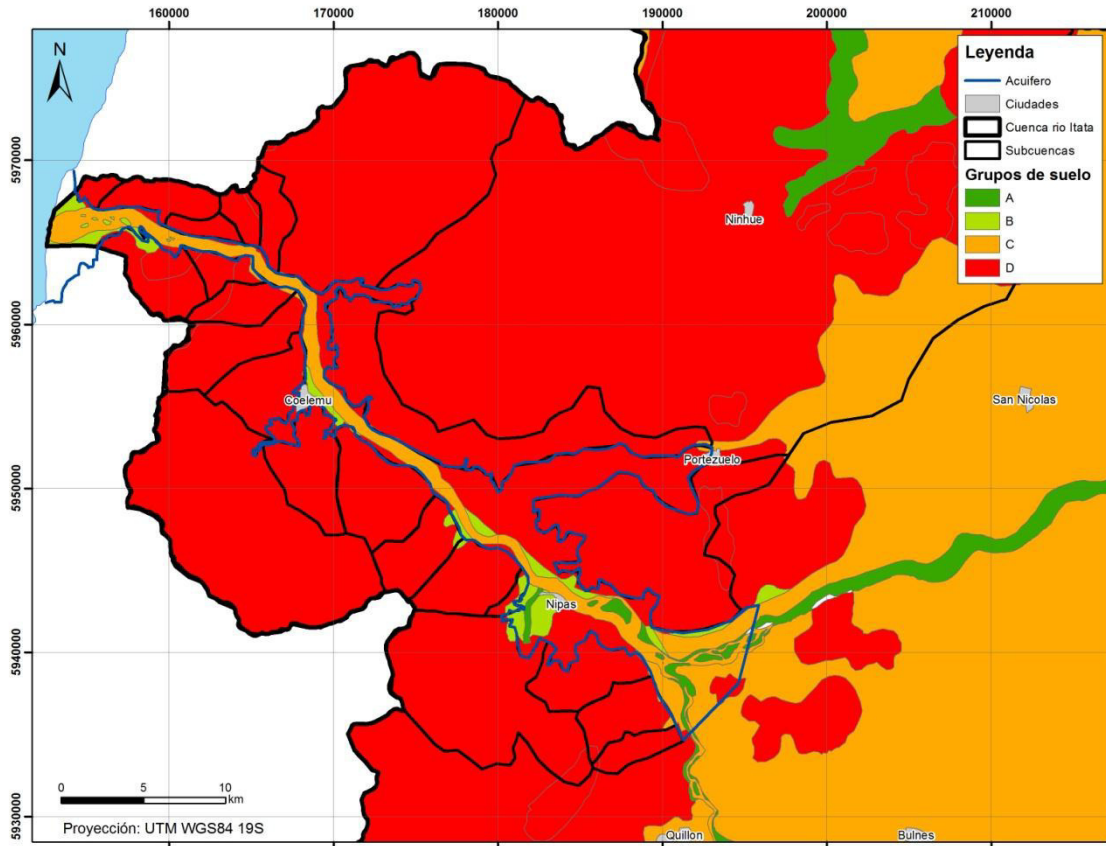 160000 170000 180000 190000 200000 210000
N
Leyenda
Acuifero
Ciudades
Cuenca rio Itata
Subcuencas
Grupos de suelo
A
B
C
D
5970000
5960000
5950000
5940000
5930000
Ninhue
Coelemu
San Nicolas
Portezuelo
Nipas
Quillon
Bulnes
0 5 10
km
Proyección: UTM WGS84 19S